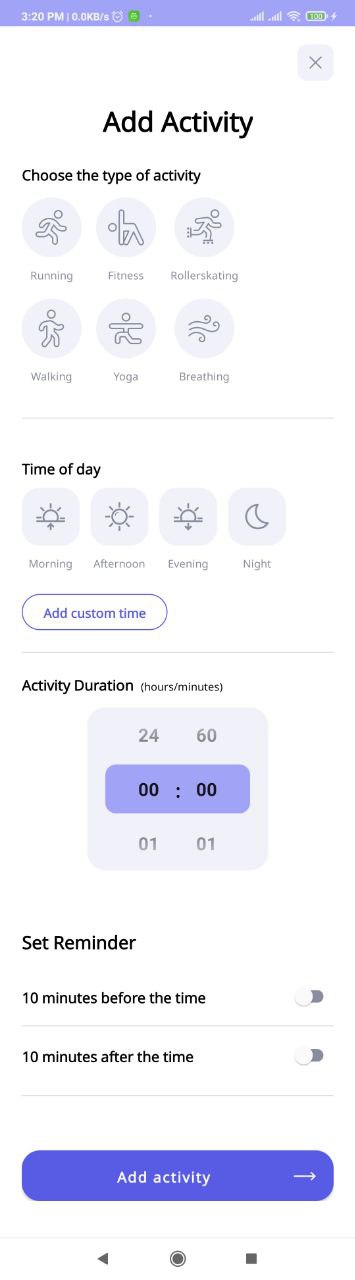 3:20 PM | 0.0KB/s 100
Add Activity
Choose the type of activity
Running Fitness Rollerskating
Walking Yoga Breathing
Time of day
Morning Afternoon Evening Night
Add custom time
Activity Duration (hours/minutes)
24 60
00 : 00
01 01
Set Reminder
10 minutes before the time
10 minutes after the time
Add activity